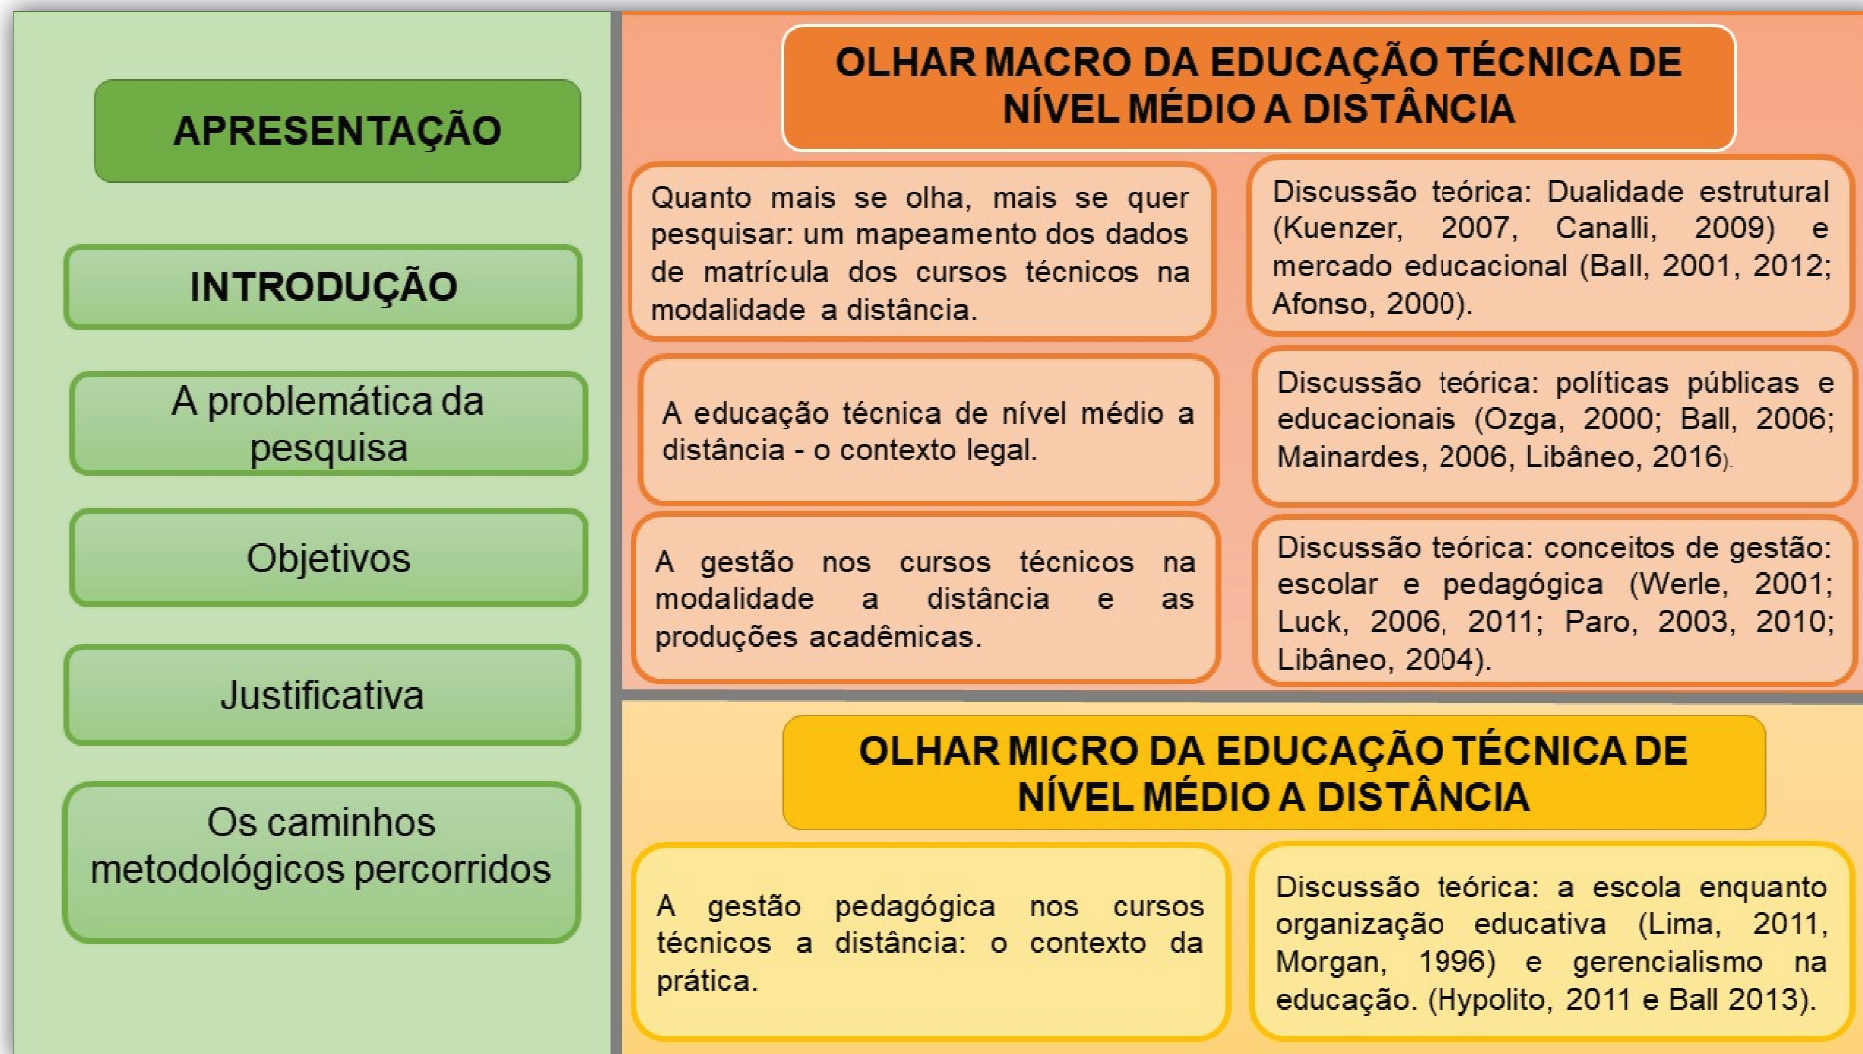 APRESENTAÇÃO
INTRODUÇÃO
A problemática da
pesquisa
Objetivos
Justificativa
Os caminhos
metodológicos percorridos
OLHAR MACRO DA EDUCAÇÃO TÉCNICA DE
NÍVEL MÉDIO A DISTÂNCIA
Quanto mais se olha, mais se quer
pesquisar: um mapeamento dos dados
de matrícula dos cursos técnicos na
modalidade a distância.
Discussão teórica: Dualidade estrutural
(Kuenzer, 2007, Canalli, 2009) e
mercado educacional (Ball, 2001, 2012;
Afonso, 2000).
A educação técnica de nível médio a
distância - o contexto legal.
Discussão teórica: políticas públicas e
educacionais (Ozga, 2000; Ball, 2006;
Mainardes, 2006, Libâneo, 2016).
A gestão nos cursos técnicos na
modalidade a distância e as
produções acadêmicas.
Discussão teórica: conceitos de gestão:
escolar e pedagógica (Werle, 2001;
Luck, 2006, 2011; Paro, 2003, 2010;
Libâneo, 2004).
OLHAR MICRO DA EDUCAÇÃO TÉCNICA DE
NÍVEL MÉDIO A DISTÂNCIA
A gestão pedagógica nos cursos
técnicos a distância: o contexto da
prática.
Discussão teórica: a escola enquanto
organização educativa (Lima, 2011,
Morgan, 1996) e gerencialismo na
educação. (Hypolito, 2011 e Ball 2013).